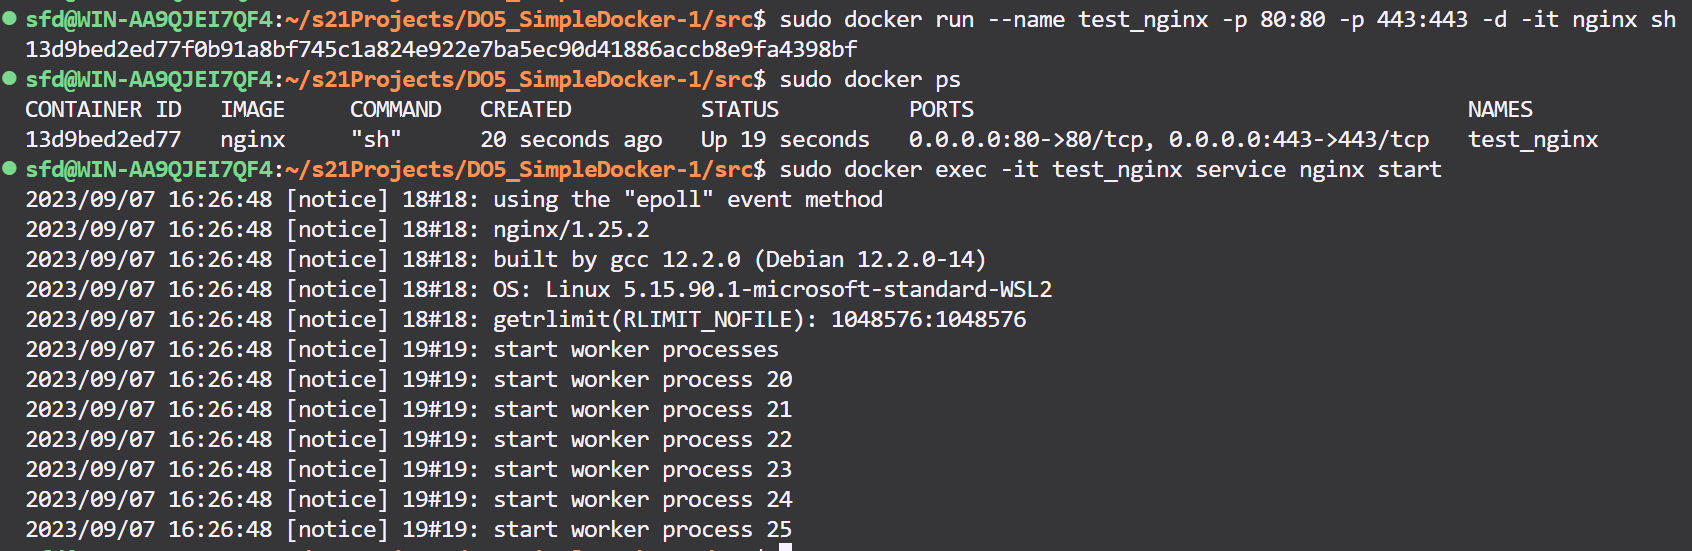 sfd@WIN-AA9QJEI7QF4:~/s21Projects/DO5_SimpleDocker-1/src$ sudo docker run --name test_nginx -p 80:80 -p 443:443 -d -it nginx sh
13d9bed2ed77f0b91a8bf745c1a824e922e7ba5ec90d41886accb8e9fa4398bf
sfd@WIN-AA9QJEI7QF4:~/s21Projects/DO5_SimpleDocker-1/src$ sudo docker ps
CONTAINER ID   IMAGE     COMMAND   CREATED          STATUS          PORTS                                      NAMES
13d9bed2ed77   nginx     "sh"      20 seconds ago   Up 19 seconds   0.0.0.0:80->80/tcp, 0.0.0.0:443->443/tcp   test_nginx
sfd@WIN-AA9QJEI7QF4:~/s21Projects/DO5_SimpleDocker-1/src$ sudo docker exec -it test_nginx service nginx start
2023/09/07 16:26:48 [notice] 18#18: using the "epoll" event method
2023/09/07 16:26:48 [notice] 18#18: nginx/1.25.2
2023/09/07 16:26:48 [notice] 18#18: built by gcc 12.2.0 (Debian 12.2.0-14)
2023/09/07 16:26:48 [notice] 18#18: OS: Linux 5.15.90.1-microsoft-standard-WSL2
2023/09/07 16:26:48 [notice] 18#18: getrlimit(RLIMIT_NOFILE): 1048576:1048576
2023/09/07 16:26:48 [notice] 19#19: start worker processes
2023/09/07 16:26:48 [notice] 19#19: start worker process 20
2023/09/07 16:26:48 [notice] 19#19: start worker process 21
2023/09/07 16:26:48 [notice] 19#19: start worker process 22
2023/09/07 16:26:48 [notice] 19#19: start worker process 23
2023/09/07 16:26:48 [notice] 19#19: start worker process 24
2023/09/07 16:26:48 [notice] 19#19: start worker process 25